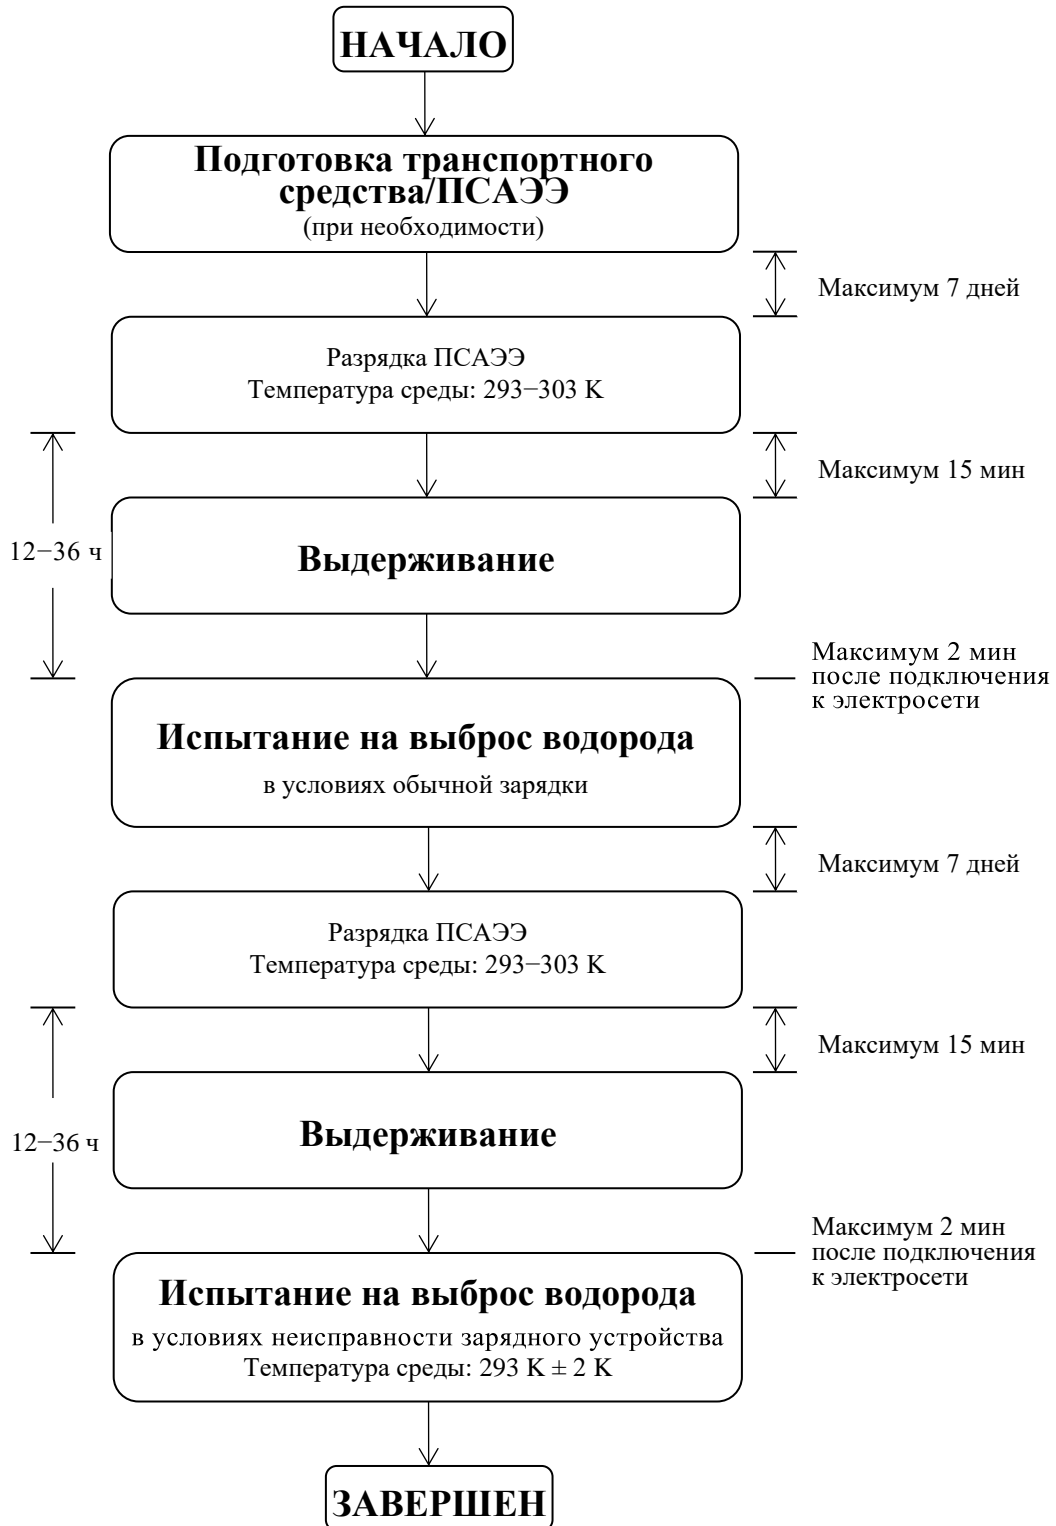 НАЧАЛО
Подготовка транспортного
средства/ПСАЭЭ
(при необходимости)
Максимум 7 дней
Разрядка ПСАЭЭ
Температура среды: 293−303 K
Максимум 15 мин
12−36 ч
Выдерживание
Максимум 2 мин
после подключения
к электросети
Испытание на выброс водорода
в условиях обычной зарядки
Максимум 7 дней
Разрядка ПСАЭЭ
Температура среды: 293−303 K
Максимум 15 мин
12−36 ч
Выдерживание
Максимум 2 мин
после подключения
к электросети
Испытание на выброс водорода
в условиях неисправности зарядного устройства
Температура среды: 293 K ± 2 K
ЗАВЕРШЕН